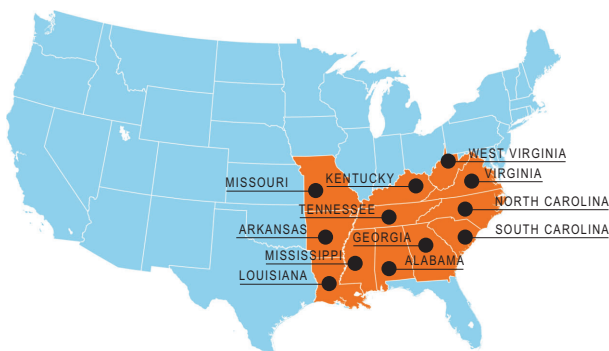 WEST VIRGINIA
KENTUCKY
VIRGINIA
MISSOURI
NORTH CAROLINA
TENNESSEE
ARKANSAS
GEORGIA
SOUTH CAROLINA
MISSISSIPPI
ALABAMA
LOUISIANA